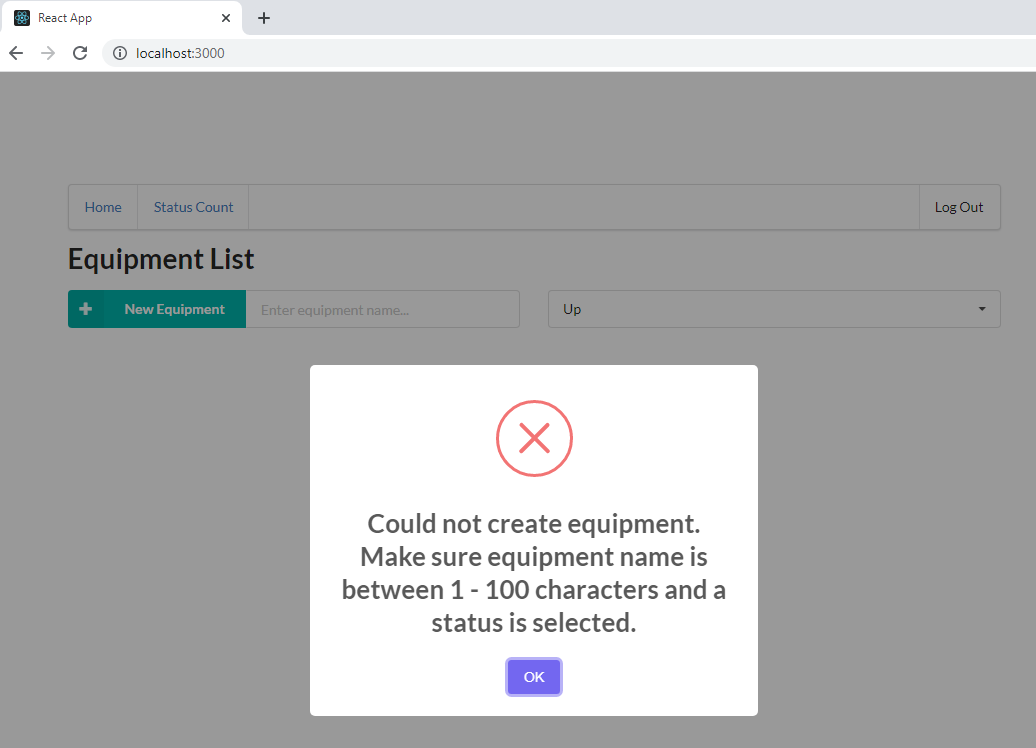 React App
localhost:3000
Home Status Count Log Out
Equipment List
New Equipment Enter equipment name... Up
Could not create equipment.
Make sure equipment name is
between 1 - 100 characters and a
status is selected.
OK